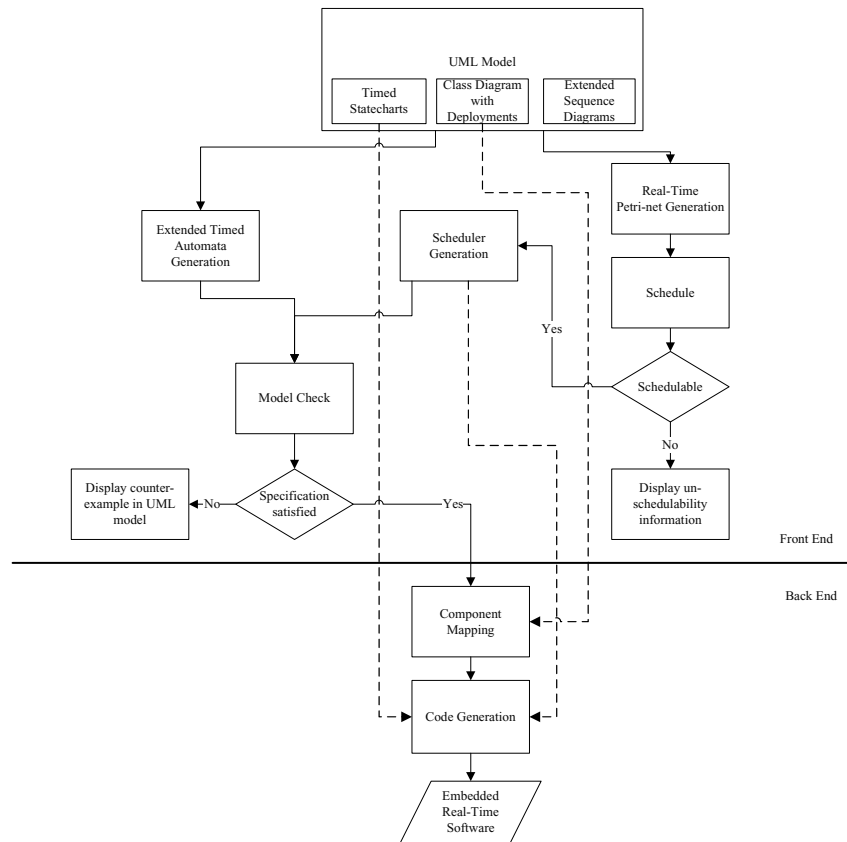 UML Model
Timed
Statecharts
Class Diagram
with
Deployments
Extended
Sequence
Diagrams
Real-Time
Petri-net Generation
Extended Timed
Automata
Generation
Scheduler
Generation
Schedule
Yes
Schedulable
Model Check
No
Display counter-
example in UML
model
No
Specification
satisfied
Yes
Display un-
schedulability
information
Front End
Back End
Component
Mapping
Code Generation
Embedded
Real-Time
Software